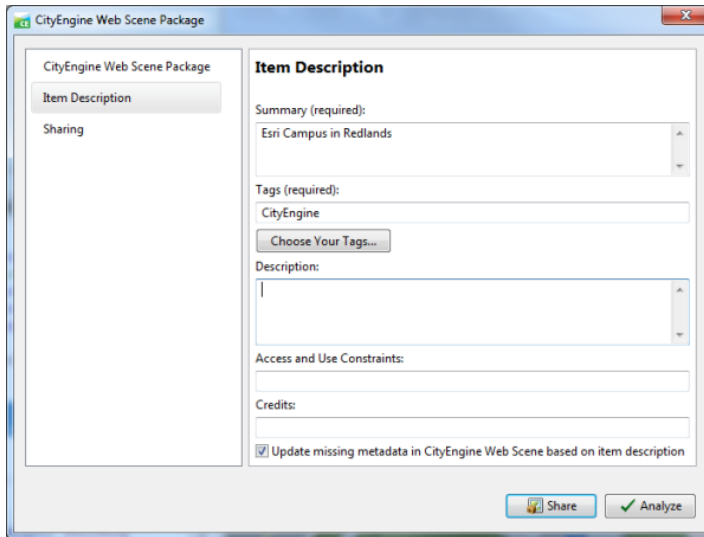 CityEngine Web Scene Package
CityEngine Web Scene Package
Item Description
Sharing
Item Description
Summary (required):
Esri Campus in Redlands
Tags (required):
CityEngine
Choose Your Tags...
Description:
Access and Use Constraints:
Credits:
Update missing metadata in CityEngine Web Scene based on item description
Share
Analyze